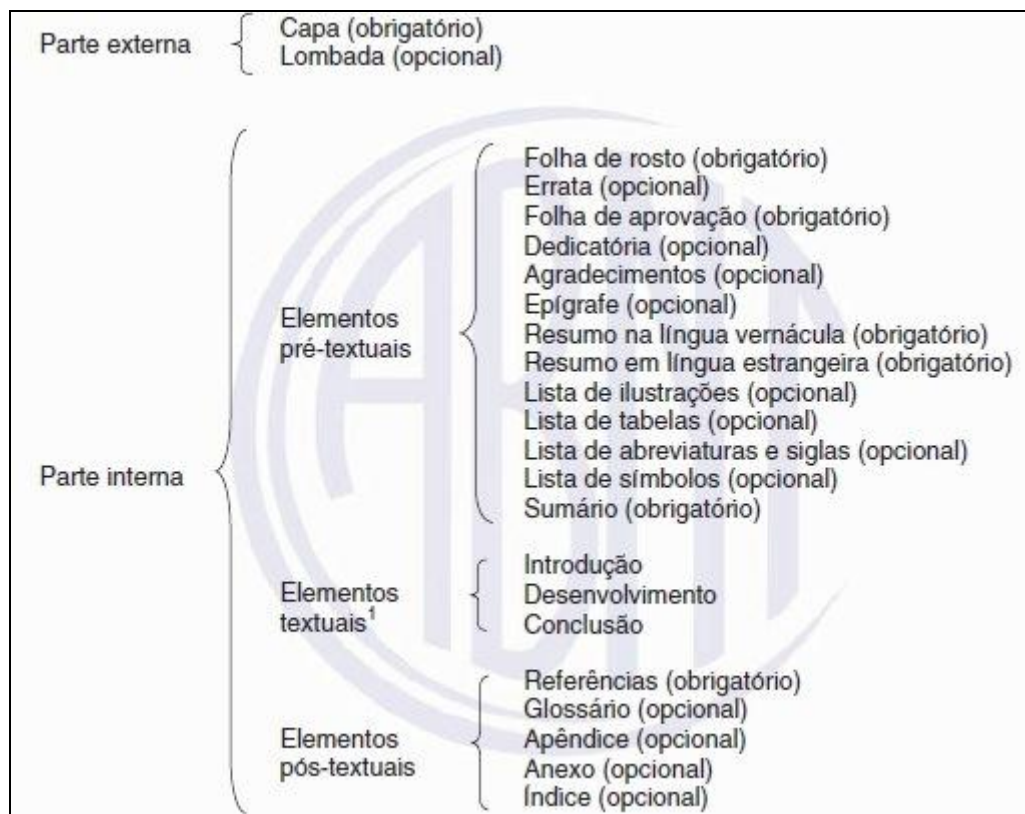 Parte externa
Capa (obrigatório)
Lombada (opcional)
Parte interna
Elementos
pré-textuais
Folha de rosto (obrigatório)
Errata (opcional)
Folha de aprovação (obrigatório)
Dedicatória (opcional)
Agradecimentos (opcional)
Epígrafe (opcional)
Resumo na língua vernácula (obrigatório)
Resumo em língua estrangeira (obrigatório)
Lista de ilustrações (opcional)
Lista de tabelas (opcional)
Lista de abreviaturas e siglas (opcional)
Lista de símbolos (opcional)
Sumário (obrigatório)
Elementos
textuais¹
Introdução
Desenvolvimento
Conclusão
Elementos
pós-textuais
Referências (obrigatório)
Glossário (opcional)
Apêndice (opcional)
Anexo (opcional)
Índice (opcional)
ABNT